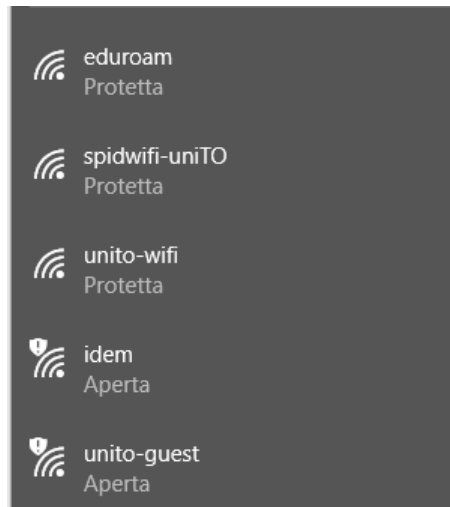 eduroam
Protetta
spidwifi-uniTO
Protetta
unito-wifi
Protetta
idem
Aperta
unito-guest
Aperta